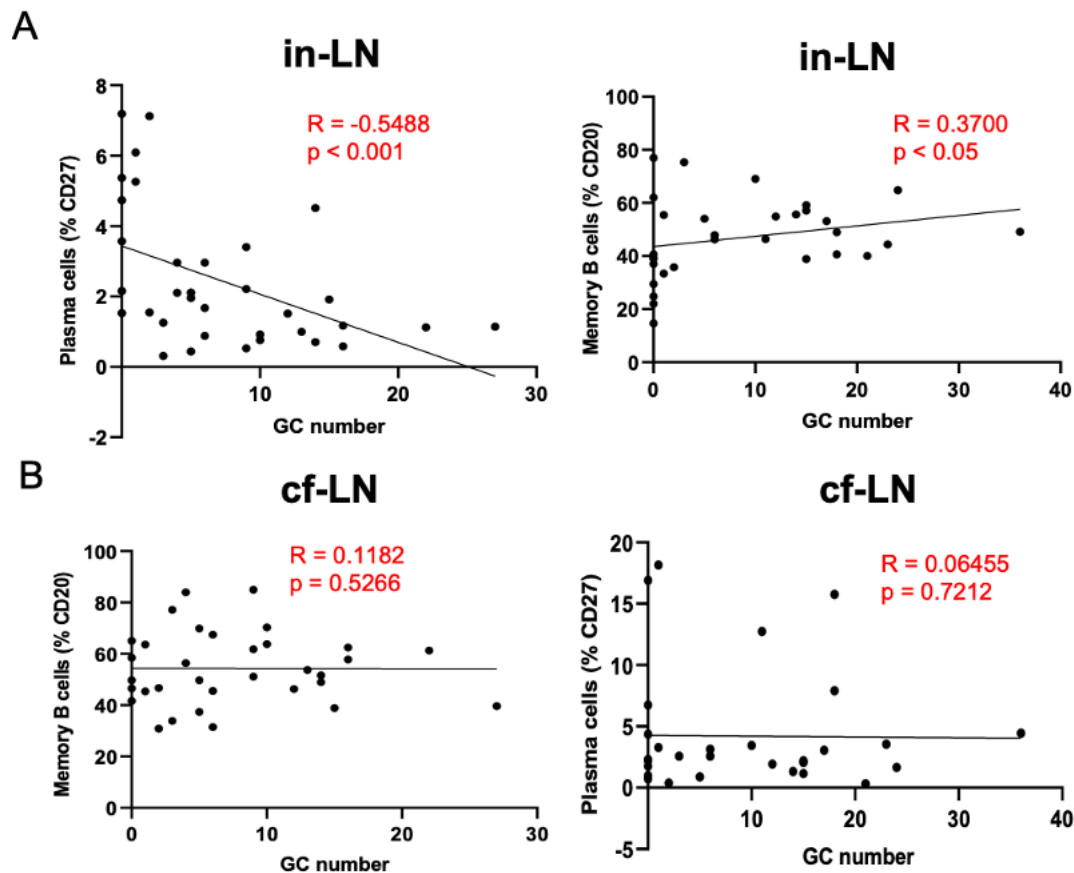 A
in-LN
R = -0.5488
p < 0.001
Plasma cells (% CD27)
8
6
4
2
0
-2
10
20
30
GC number
in-LN
R = 0.3700
p < 0.05
Memory B cells (% CD20)
100
80
60
40
20
0
0
10
20
30
40
GC number
B
cf-LN
R = 0.1182
p = 0.5266
Memory B cells (% CD20)
100
80
60
40
20
0
0
10
20
30
GC number
cf-LN
R = 0.06455
p = 0.7212
Plasma cells (% CD27)
20
15
10
5
0
-5
10
20
30
40
GC number